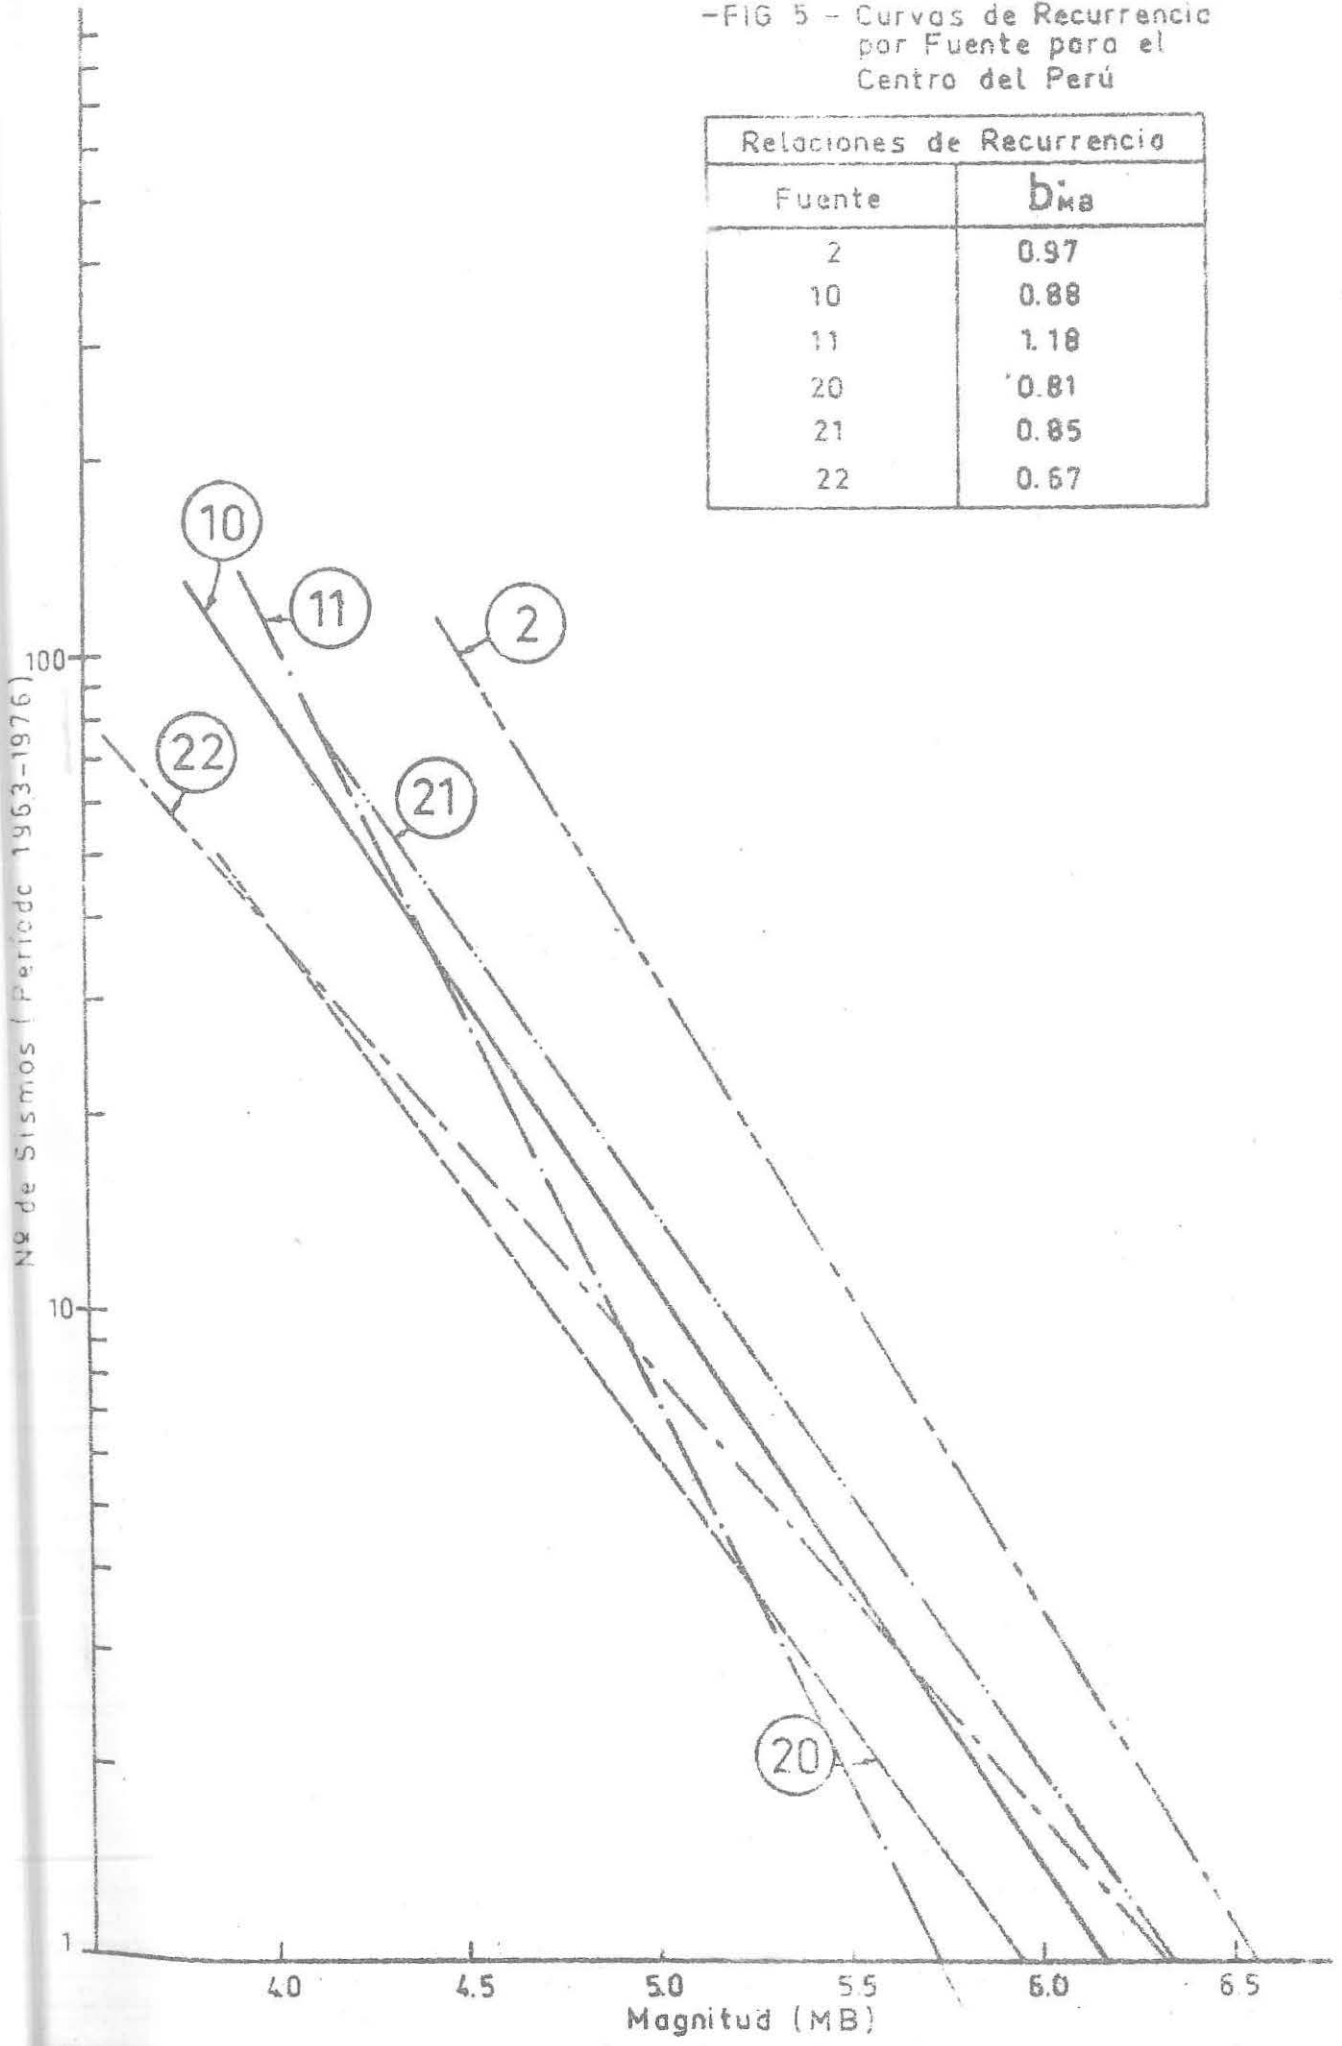 -FIG 5 - Curvas de Recurrencia
por Fuente para el
Centro del Perú
Relaciones de Recurrencia
Fuente b MB
2 0.97
10 0.88
11 1.18
20 0.81
21 0.85
22 0.67
10
11
2
100
22
21
Nº de Sismos (Periodo 1963-1976)
10
20
1
4.0 4.5 5.0 5.5 6.0 6.5
Magnitud (MB)